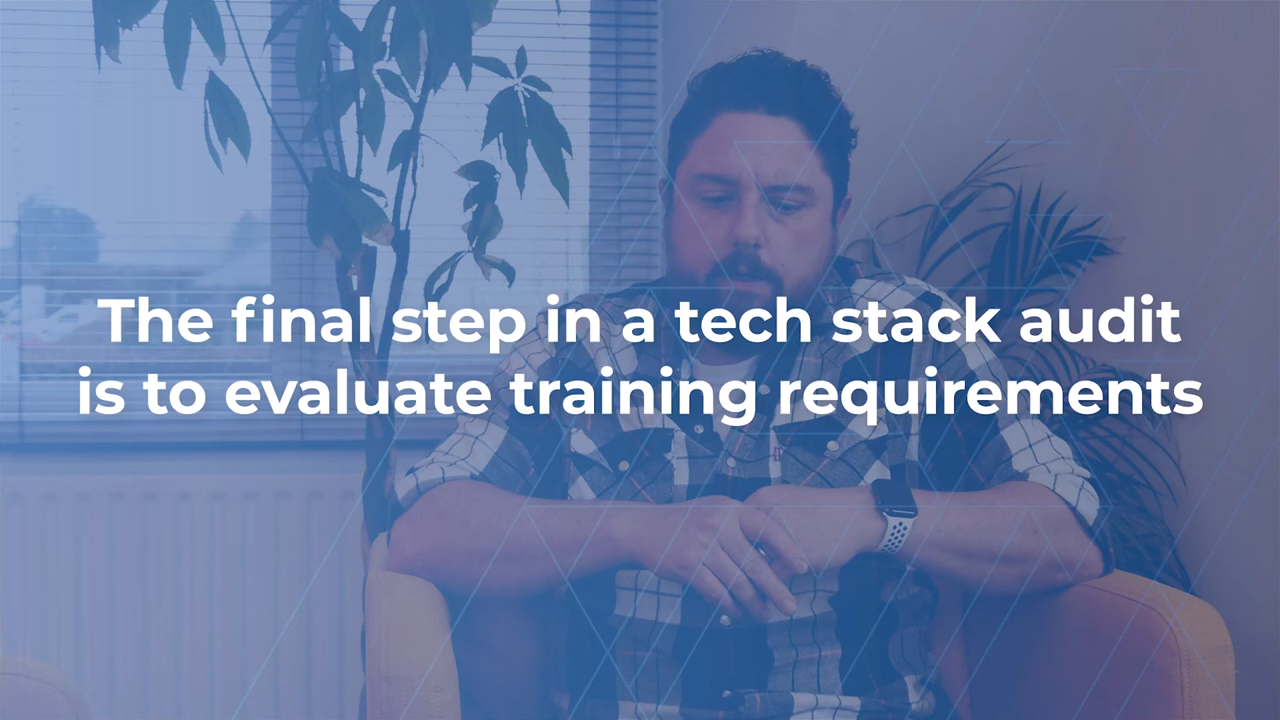 The final step in a tech stack audit
is to evaluate training requirements